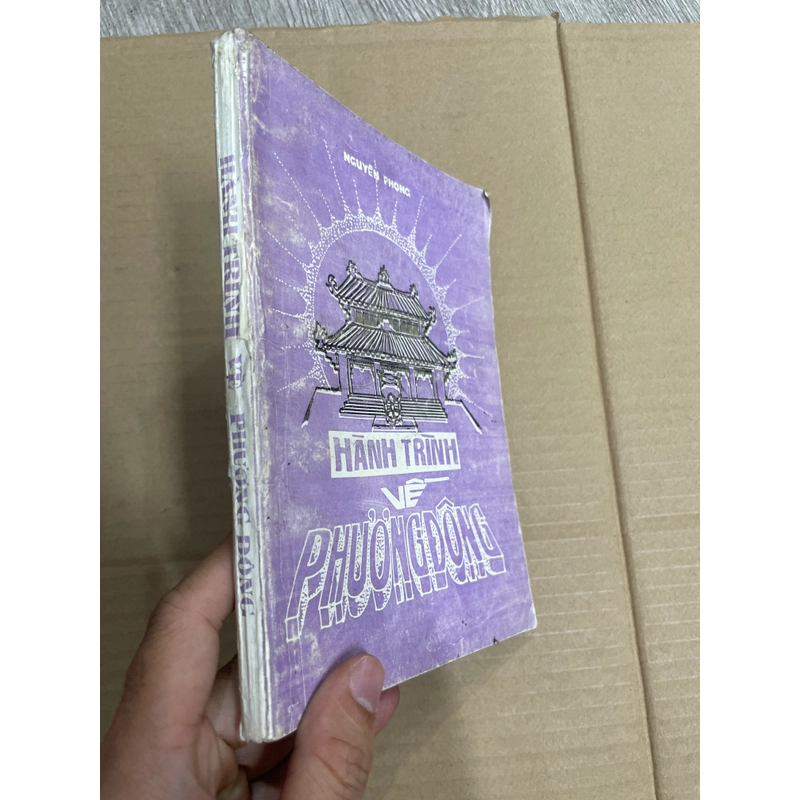 NGUYÊN PHONG
HÀNH TRÌNH
VỀ
PHƯƠNG ĐÔNG
HÀNH TRÌNH VỀ PHƯƠNG ĐÔNG